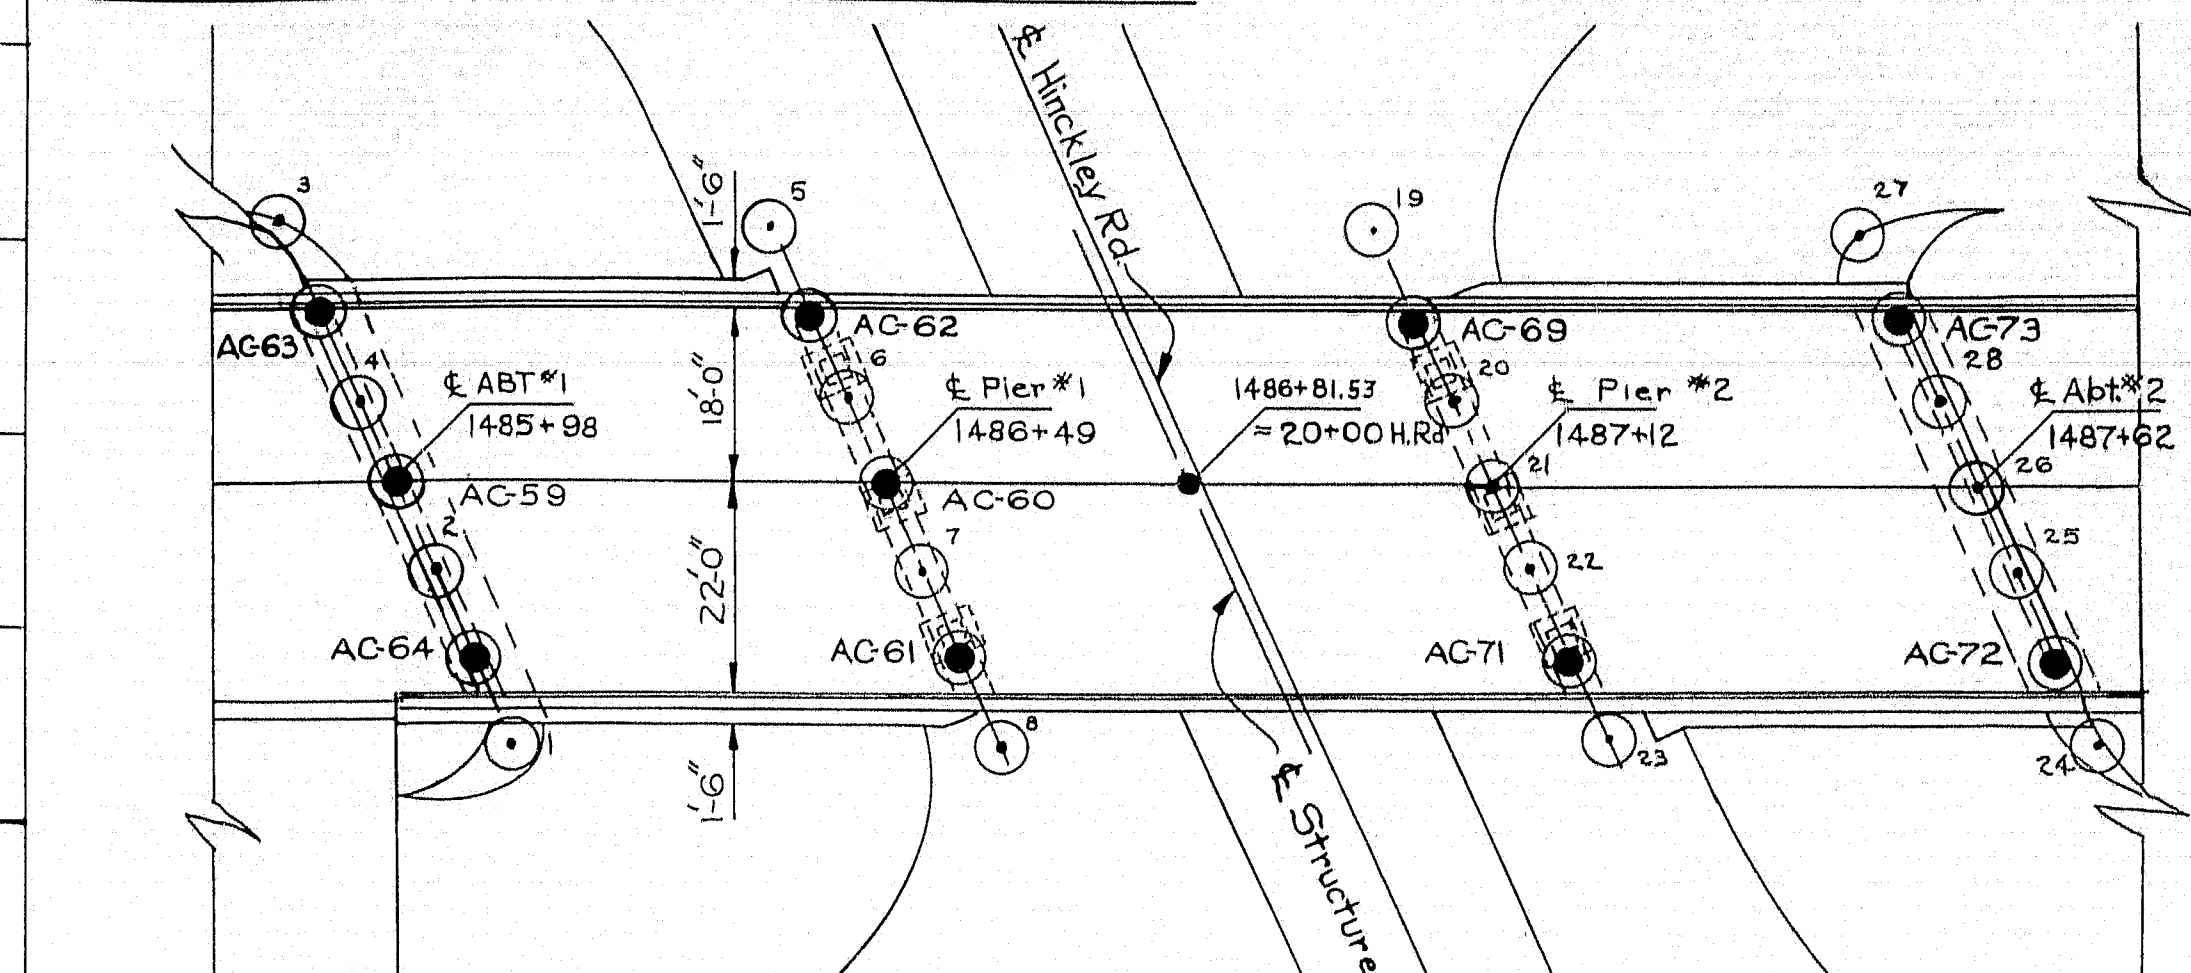 ℄ Hinckley Rd.
3
5
19
27
1'-6"
AC-63
AC-62
AC-69
AC-73
4
6
20
28
18'-0"
℄ ABT #1
1485+98
℄ Pier #1
1486+49
1486+81.53
= 20+00 H.Rd
℄ Pier #2
1487+12
℄ Abt. #2
1487+62
AC-59
AC-60
21
26
2
7
22
25
22'-0"
AC-64
AC-61
AC-71
AC-72
1
8
23
24
1'-6"
℄ Structure